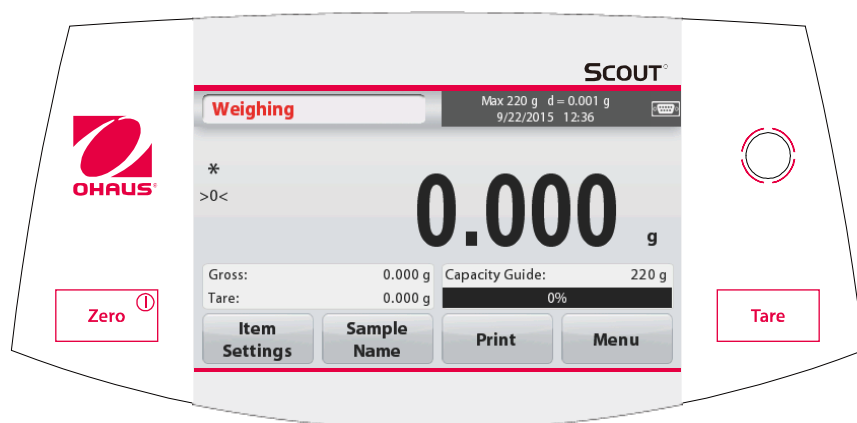 SCOUT
Weighing
Max 220 g d = 0.001 g
9/22/2015 12:36
OHAUS
*
>0<
0.000 g
Gross: 0.000 g
Capacity Guide: 220 g
Tare: 0.000 g
0%
Zero
Tare
Item Settings
Sample Name
Print
Menu